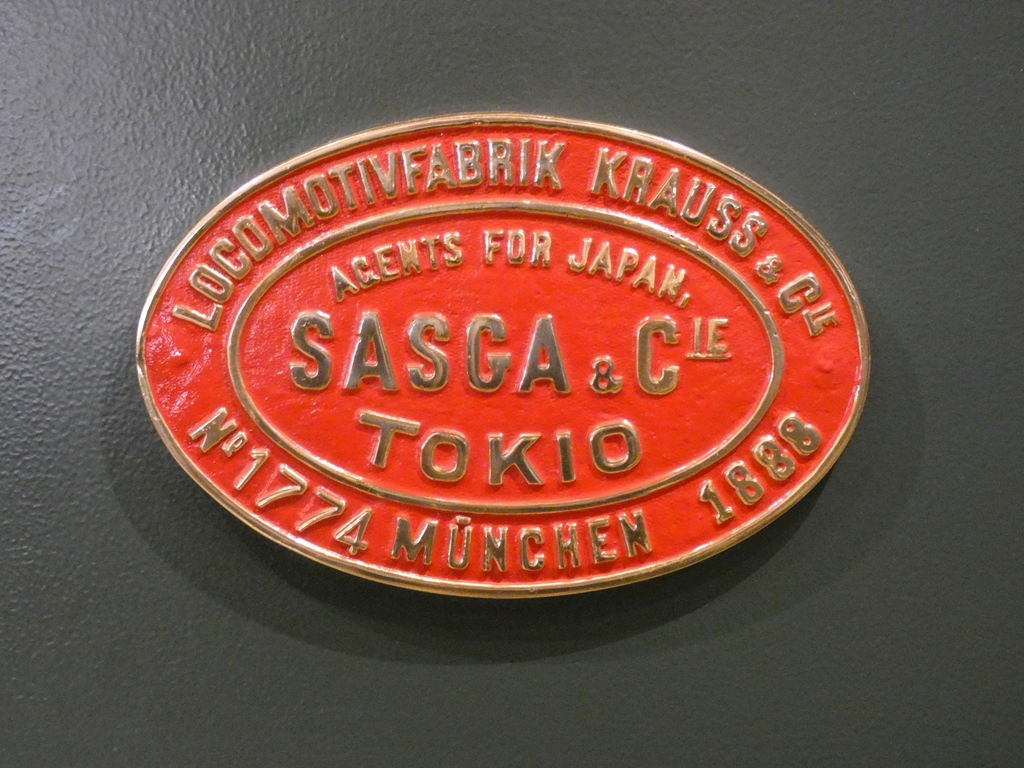 LOCOMOTIVFABRIK KRAUSS & CIE
AGENTS FOR JAPAN,
SASGA & CIE
TOKIO
No 1774 MÜNCHEN 1888